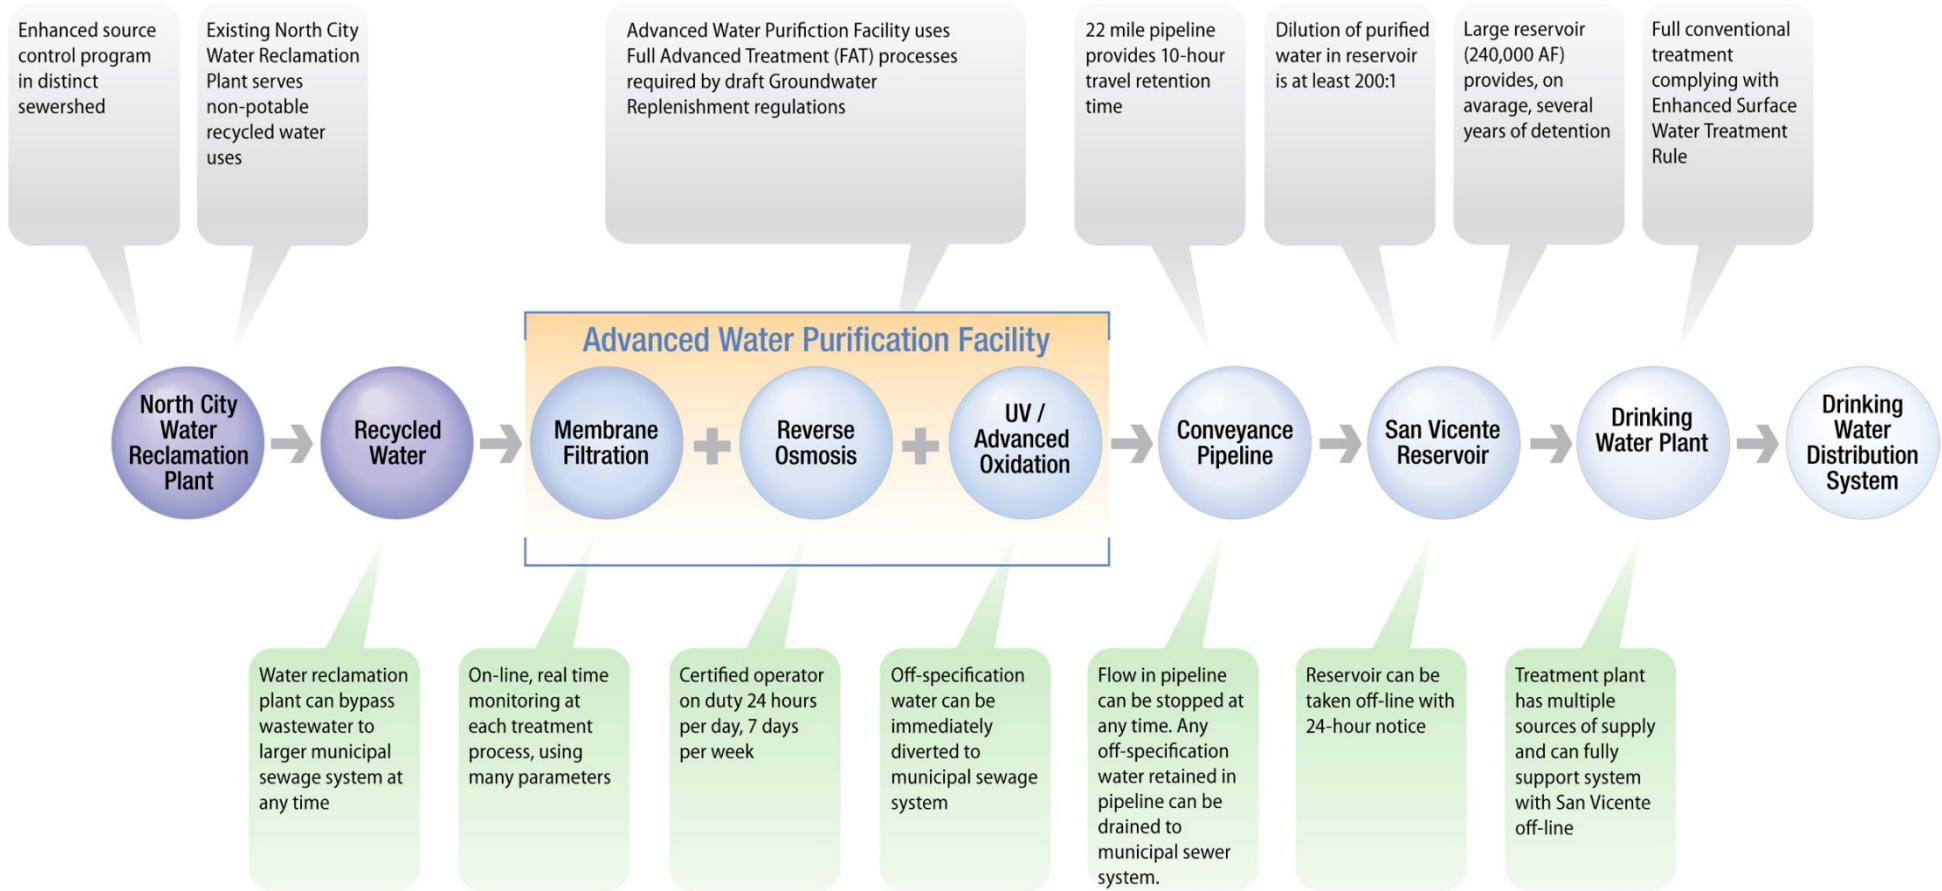 Enhanced source
control program
in distinct
sewershed
Existing North City
Water Reclamation
Plant serves
non-potable
recycled water
uses
Advanced Water Purifiction Facility uses
Full Advanced Treatment (FAT) processes
required by draft Groundwater
Replenishment regulations
22 mile pipeline
provides 10-hour
travel retention
time
Dilution of purified
water in reservoir
is at least 200:1
Large reservoir
(240,000 AF)
provides, on
avarage, several
years of detention
Full conventional
treatment
complying with
Enhanced Surface
Water Treatment
Rule
Advanced Water Purification Facility
North City
Water
Reclamation
Plant
Recycled
Water
Membrane
Filtration
Reverse
Osmosis
UV /
Advanced
Oxidation
Conveyance
Pipeline
San Vicente
Reservoir
Drinking
Water Plant
Drinking
Water
Distribution
System
Water reclamation
plant can bypass
wastewater to
larger municipal
sewage system at
any time
On-line, real time
monitoring at
each treatment
process, using
many parameters
Certified operator
on duty 24 hours
per day, 7 days
per week
Off-specification
water can be
immediately
diverted to
municipal sewage
system
Flow in pipeline
can be stopped at
any time. Any
off-specification
water retained in
pipeline can be
drained to
municipal sewer
system.
Reservoir can be
taken off-line with
24-hour notice
Treatment plant
has multiple
sources of supply
and can fully
support system
with San Vicente
off-line